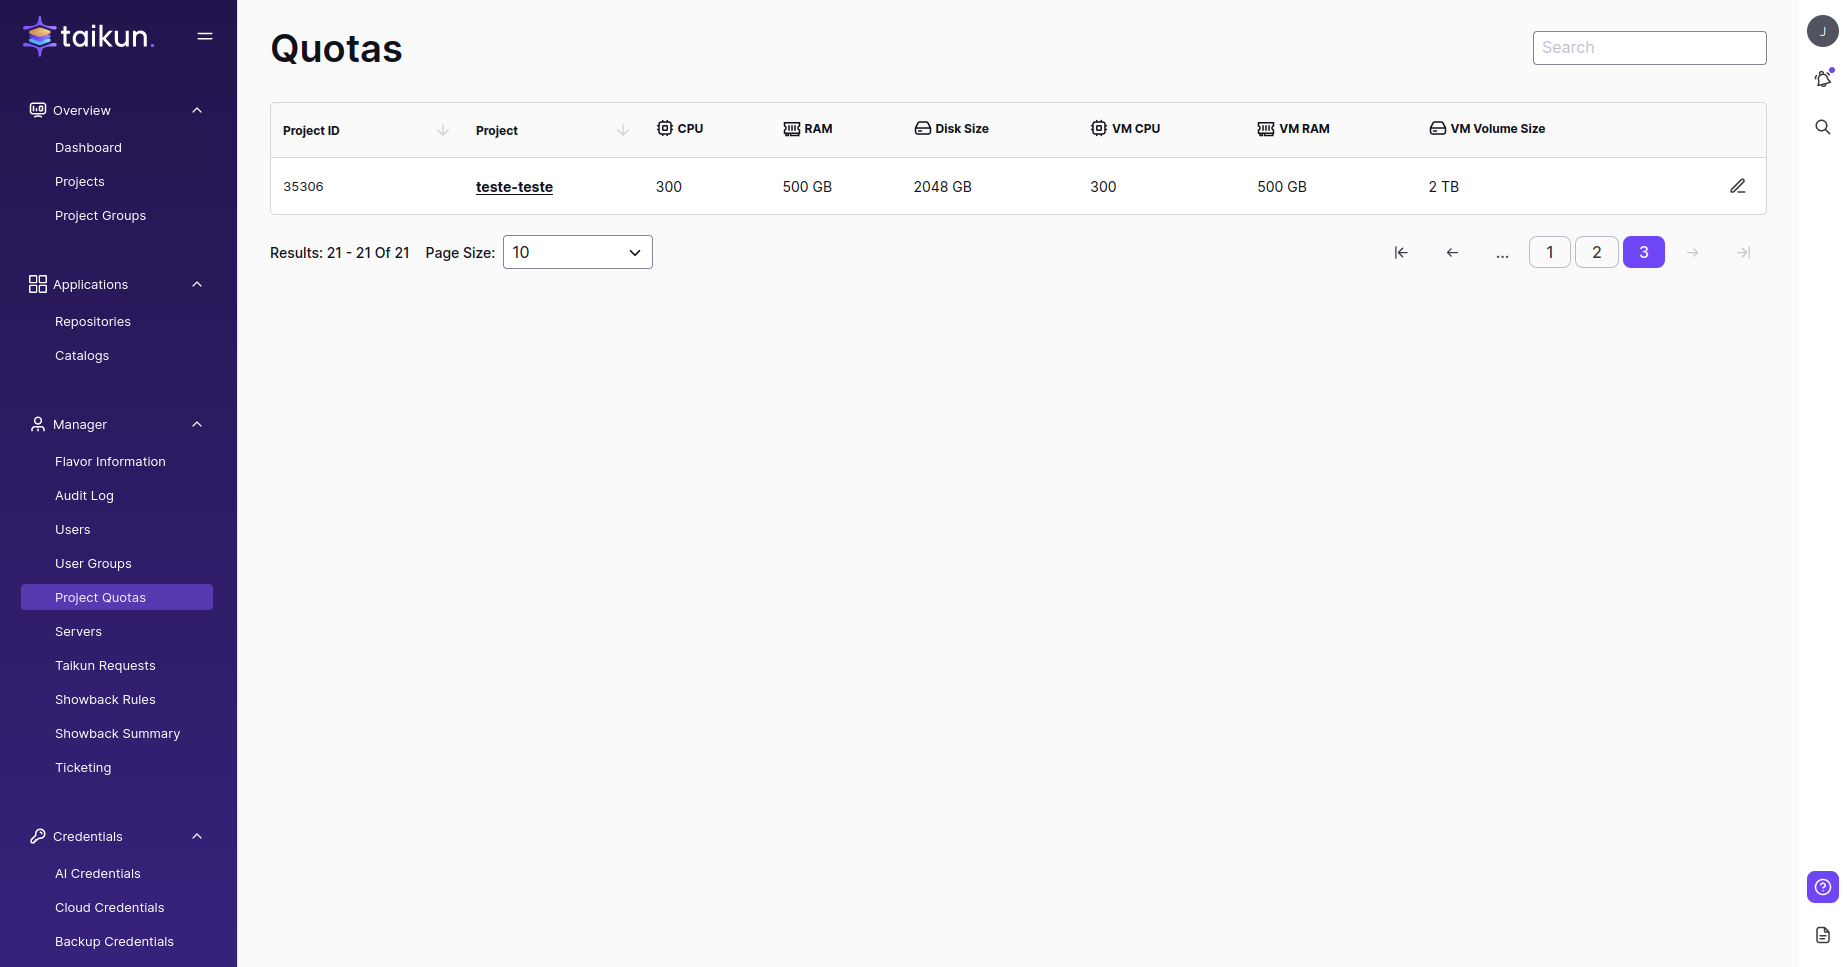 taikun.
Overview
Dashboard
Projects
Project Groups
Applications
Repositories
Catalogs
Manager
Flavor Information
Audit Log
Users
User Groups
Project Quotas
Servers
Taikun Requests
Showback Rules
Showback Summary
Ticketing
Credentials
AI Credentials
Cloud Credentials
Backup Credentials
Quotas
Search
Project ID Project CPU RAM Disk Size VM CPU VM RAM VM Volume Size
35306 teste-teste 300 500 GB 2048 GB 300 500 GB 2 TB
Results: 21 - 21 Of 21 Page Size: 10 ... 1 2 3
J